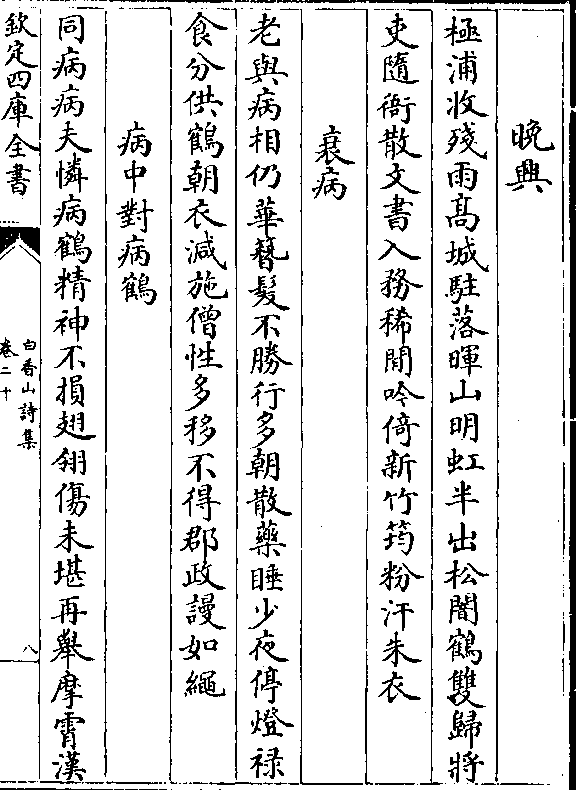 晚興
極浦收殘雨高城駐落暉山明虹半出松闇鶴雙歸將
吏隨衙散文書入務稀閒吟倚新竹筠粉汗朱衣
衰病
老與病相仍華簪髮不勝行多朝散藥睡少夜停燈祿
食分供鶴朝衣減施僧性多移不得郡政謾如繩
病中對病鶴
同病病夫憐病鶴精神不損翅翎傷未堪再舉摩霄漢
欽定四庫全書
白香山詩集
卷二十
八